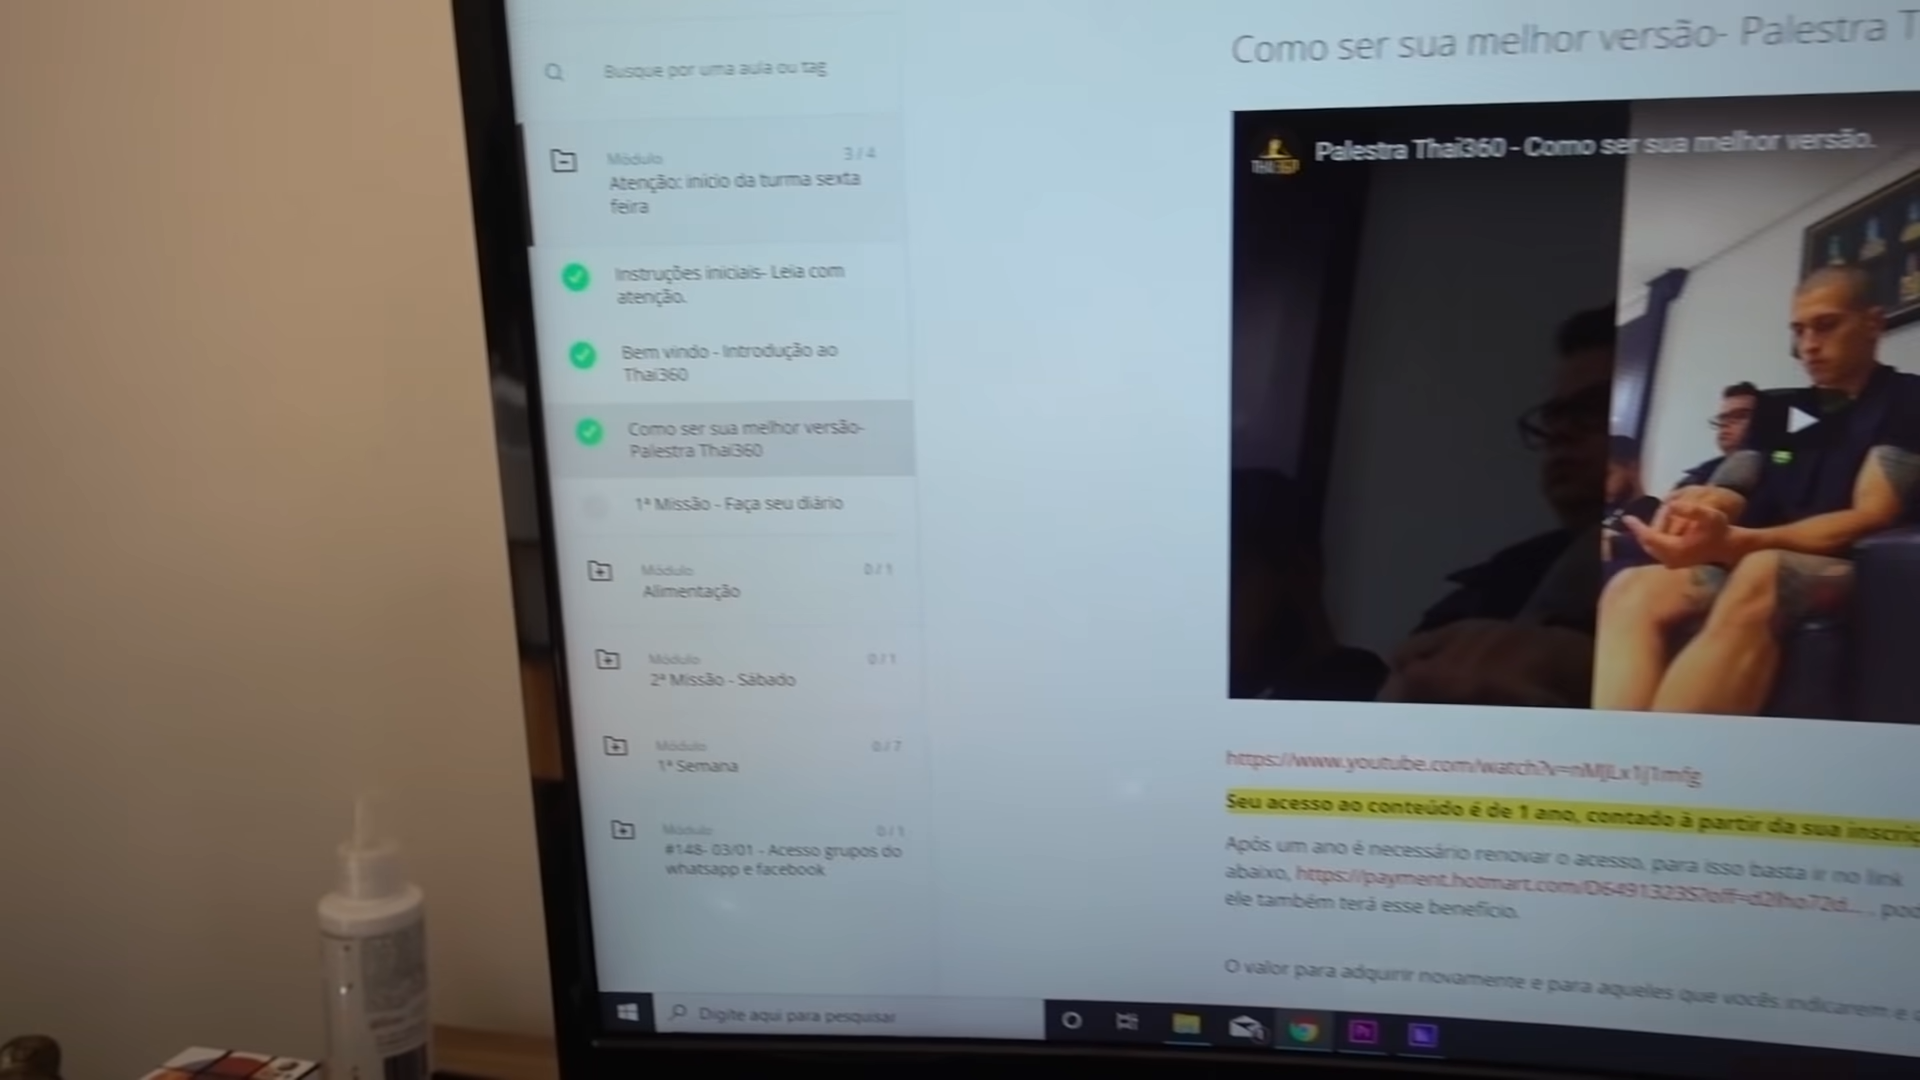 Busque por uma aula ou tag
Módulo 3 / 4
Atenção: início da turma sexta
feira
Instruções iniciais- Leia com
atenção.
Bem vindo - Introdução ao
Thai360
Como ser sua melhor versão-
Palestra Thai360
1ª Missão - Faça seu diário
Módulo 0 / 1
Alimentação
Módulo 0 / 1
2ª Missão - Sábado
Módulo 0 / 7
1ª Semana
Módulo 0 / 1
#148- 03/01 - Acesso grupos do
whatsapp e facebook
Como ser sua melhor versão- Palestra T
THAI360
Palestra Thai360 - Como ser sua melhor versão.
Seu acesso ao conteúdo é de 1 ano, contado à partir da sua inscriç
Após um ano é necessário renovar o acesso, para isso basta ir no link
abaixo,
ele também terá esse benefício.
O valor para adquirir novamente e para aqueles que vocês indicarem e
Digite aqui para pesquisar
Pr